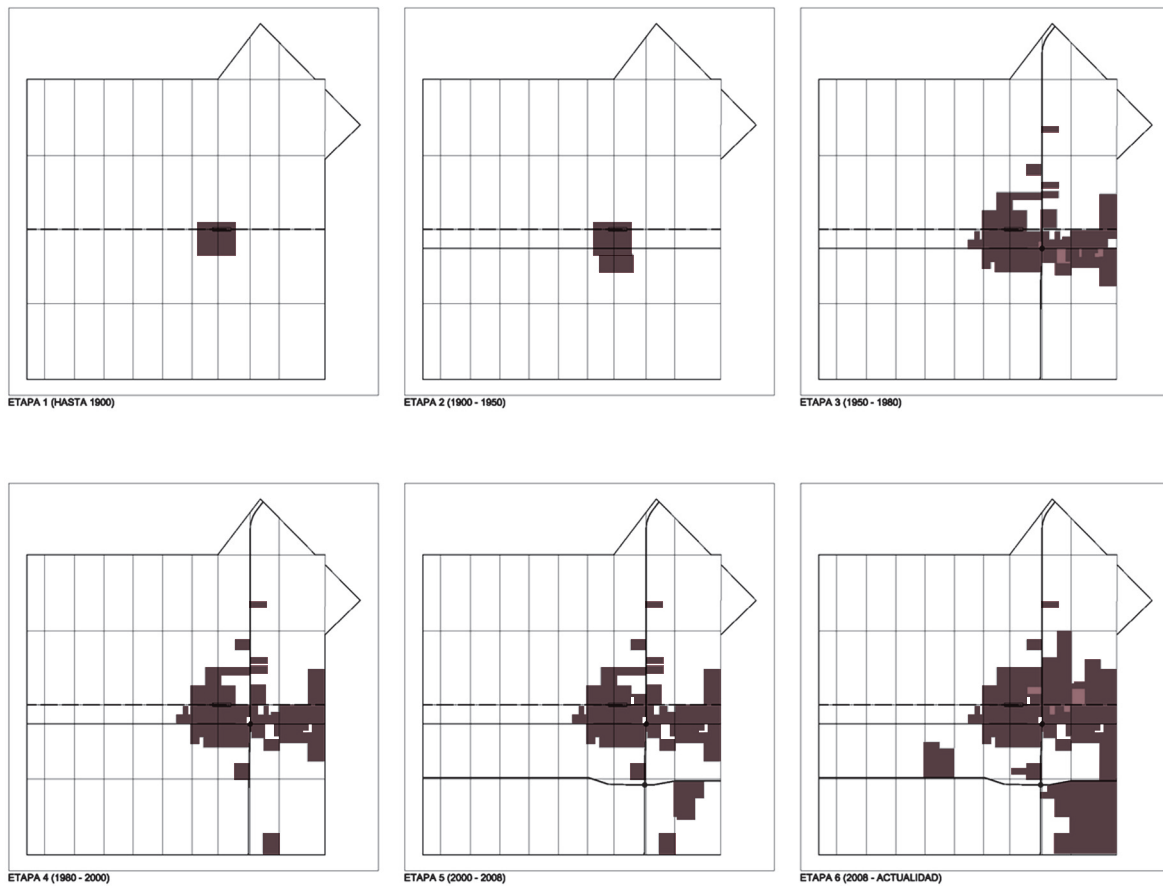 ETAPA 1 (HASTA 1900)
ETAPA 2 (1900 - 1950)
ETAPA 3 (1950 - 1980)
ETAPA 4 (1980 - 2000)
ETAPA 5 (2000 - 2008)
ETAPA 6 (2008 - ACTUALIDAD)